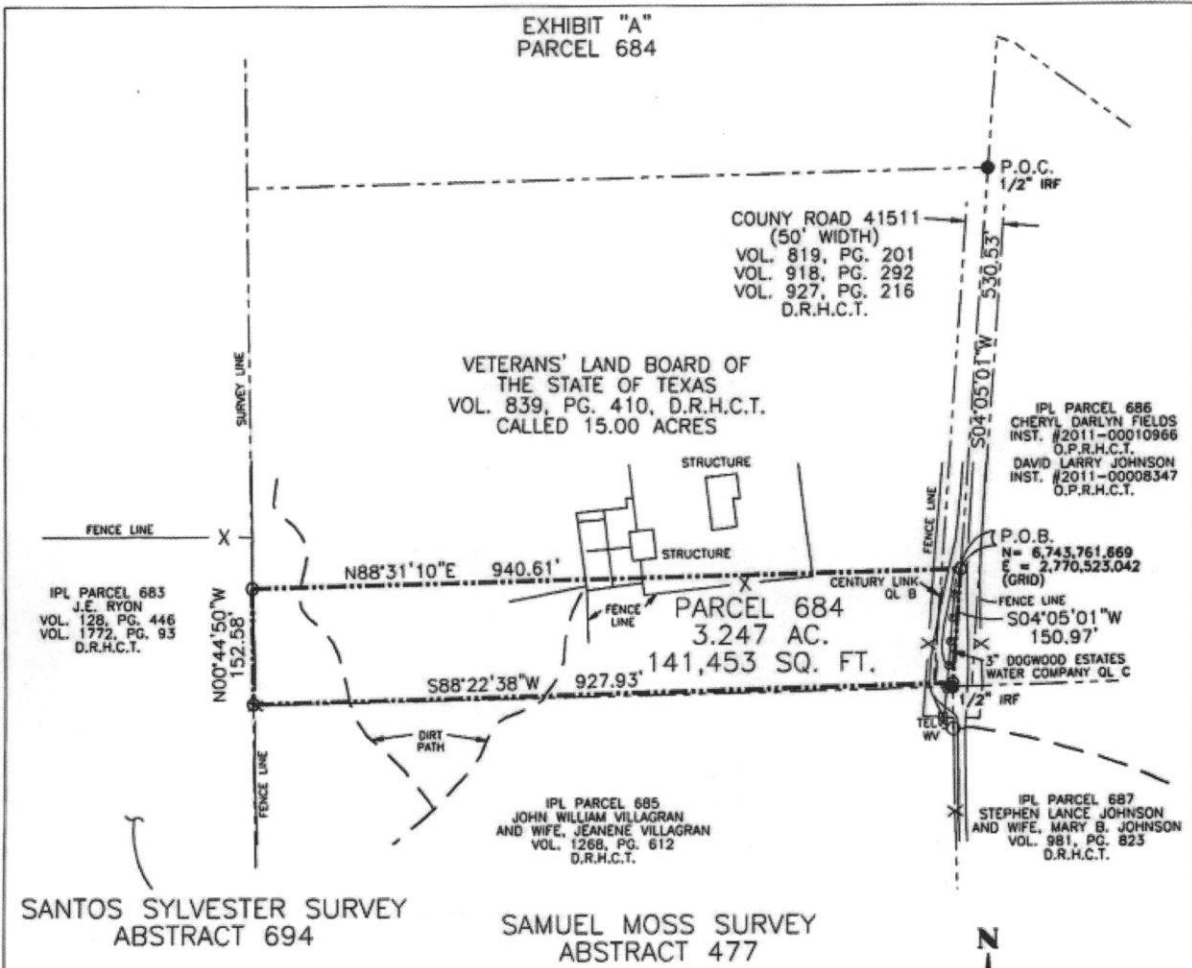 EXHIBIT "A"
PARCEL 684
P.O.C.
1/2" IRF
COUNY ROAD 41511
(50' WIDTH)
VOL. 819, PG. 201
VOL. 918, PG. 292
VOL. 927, PG. 216
D.R.H.C.T.
S04°05'01"W 530.53'
SURVEY LINE
VETERANS' LAND BOARD OF
THE STATE OF TEXAS
VOL. 839, PG. 410, D.R.H.C.T.
CALLED 15.00 ACRES
IPL PARCEL 686
CHERYL DARLYN FIELDS
INST. #2011-00010966
O.P.R.H.C.T.
DAVID LARRY JOHNSON
INST. #2011-00008347
O.P.R.H.C.T.
STRUCTURE
STRUCTURE
FENCE LINE
X
FENCE LINE
P.O.B.
N= 6,743,761.669
E = 2,770,523.042
(GRID)
N88°31'10"E 940.61'
X
CENTURY LINK
QL B
FENCE LINE
IPL PARCEL 683
J.E. RYON
VOL. 128, PG. 446
VOL. 1772, PG. 93
D.R.H.C.T.
N00°44'50"W
152.58'
FENCE
LINE
PARCEL 684
3.247 AC.
141,453 SQ. FT.
S04°05'01"W
150.97'
X
X
3" DOGWOOD ESTATES
WATER COMPANY QL C
S88°22'38"W 927.93'
1/2" IRF
TEL
WV
DIRT
PATH
FENCE LINE
X
IPL PARCEL 685
JOHN WILLIAM VILLAGRAN
AND WIFE, JEANENE VILLAGRAN
VOL. 1268, PG. 612
D.R.H.C.T.
IPL PARCEL 687
STEPHEN LANCE JOHNSON
AND WIFE, MARY B. JOHNSON
VOL. 981, PG. 823
D.R.H.C.T.
SANTOS SYLVESTER SURVEY
ABSTRACT 694
SAMUEL MOSS SURVEY
ABSTRACT 477
N